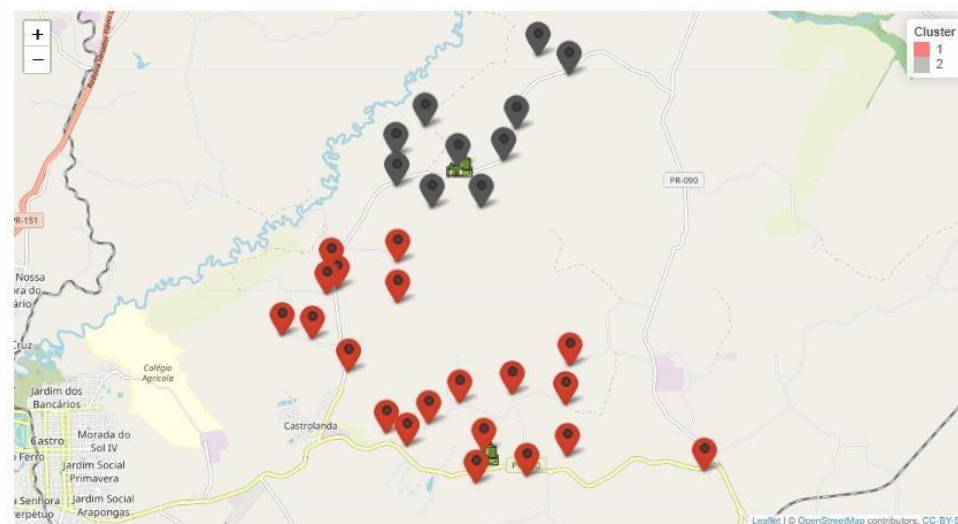 +
−
Cluster
1
2
PR-090
PR-151
Nossa
ra do
ário
Cruz
Colégio
Agrícola
Jardim dos
Bancários
Castro
Morada do
Sol IV
Ferro
Jardim Social
Primavera
Castrolanda
a Senhora
erpétuo
Jardim Social
Arapongas
Leaflet | © OpenStreetMap contributors, CC-BY-S